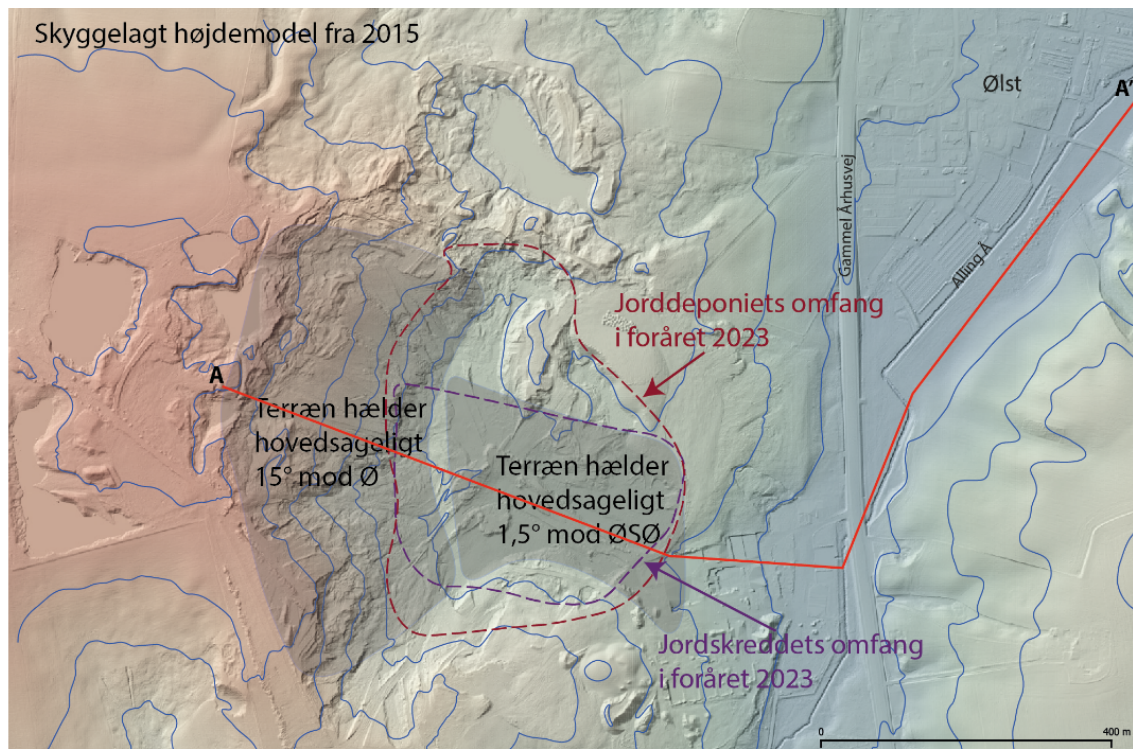 Skyggelagt højdemodel fra 2015
Ølst
A'
Gammel Århusvej
Alling Å
Jorddeponiets omfang
i foråret 2023
A
Terræn hælder
hovedsageligt
15° mod Ø
Terræn hælder
hovedsageligt
1,5° mod ØSØ
Jordskreddets omfang
i foråret 2023
0
400 m